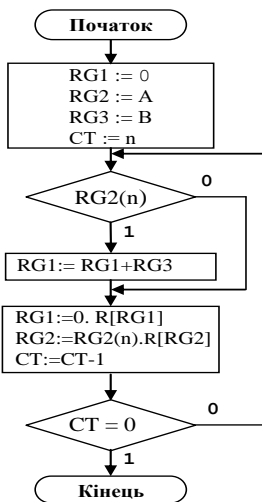 Початок
RG1 := 0
RG2 := A
RG3 := B
CT := n
RG2(n)
0
1
RG1:= RG1+RG3
RG1:=0. R[RG1]
RG2:=RG2(n).R[RG2]
CT:=CT-1
CT = 0
0
1
Кінець